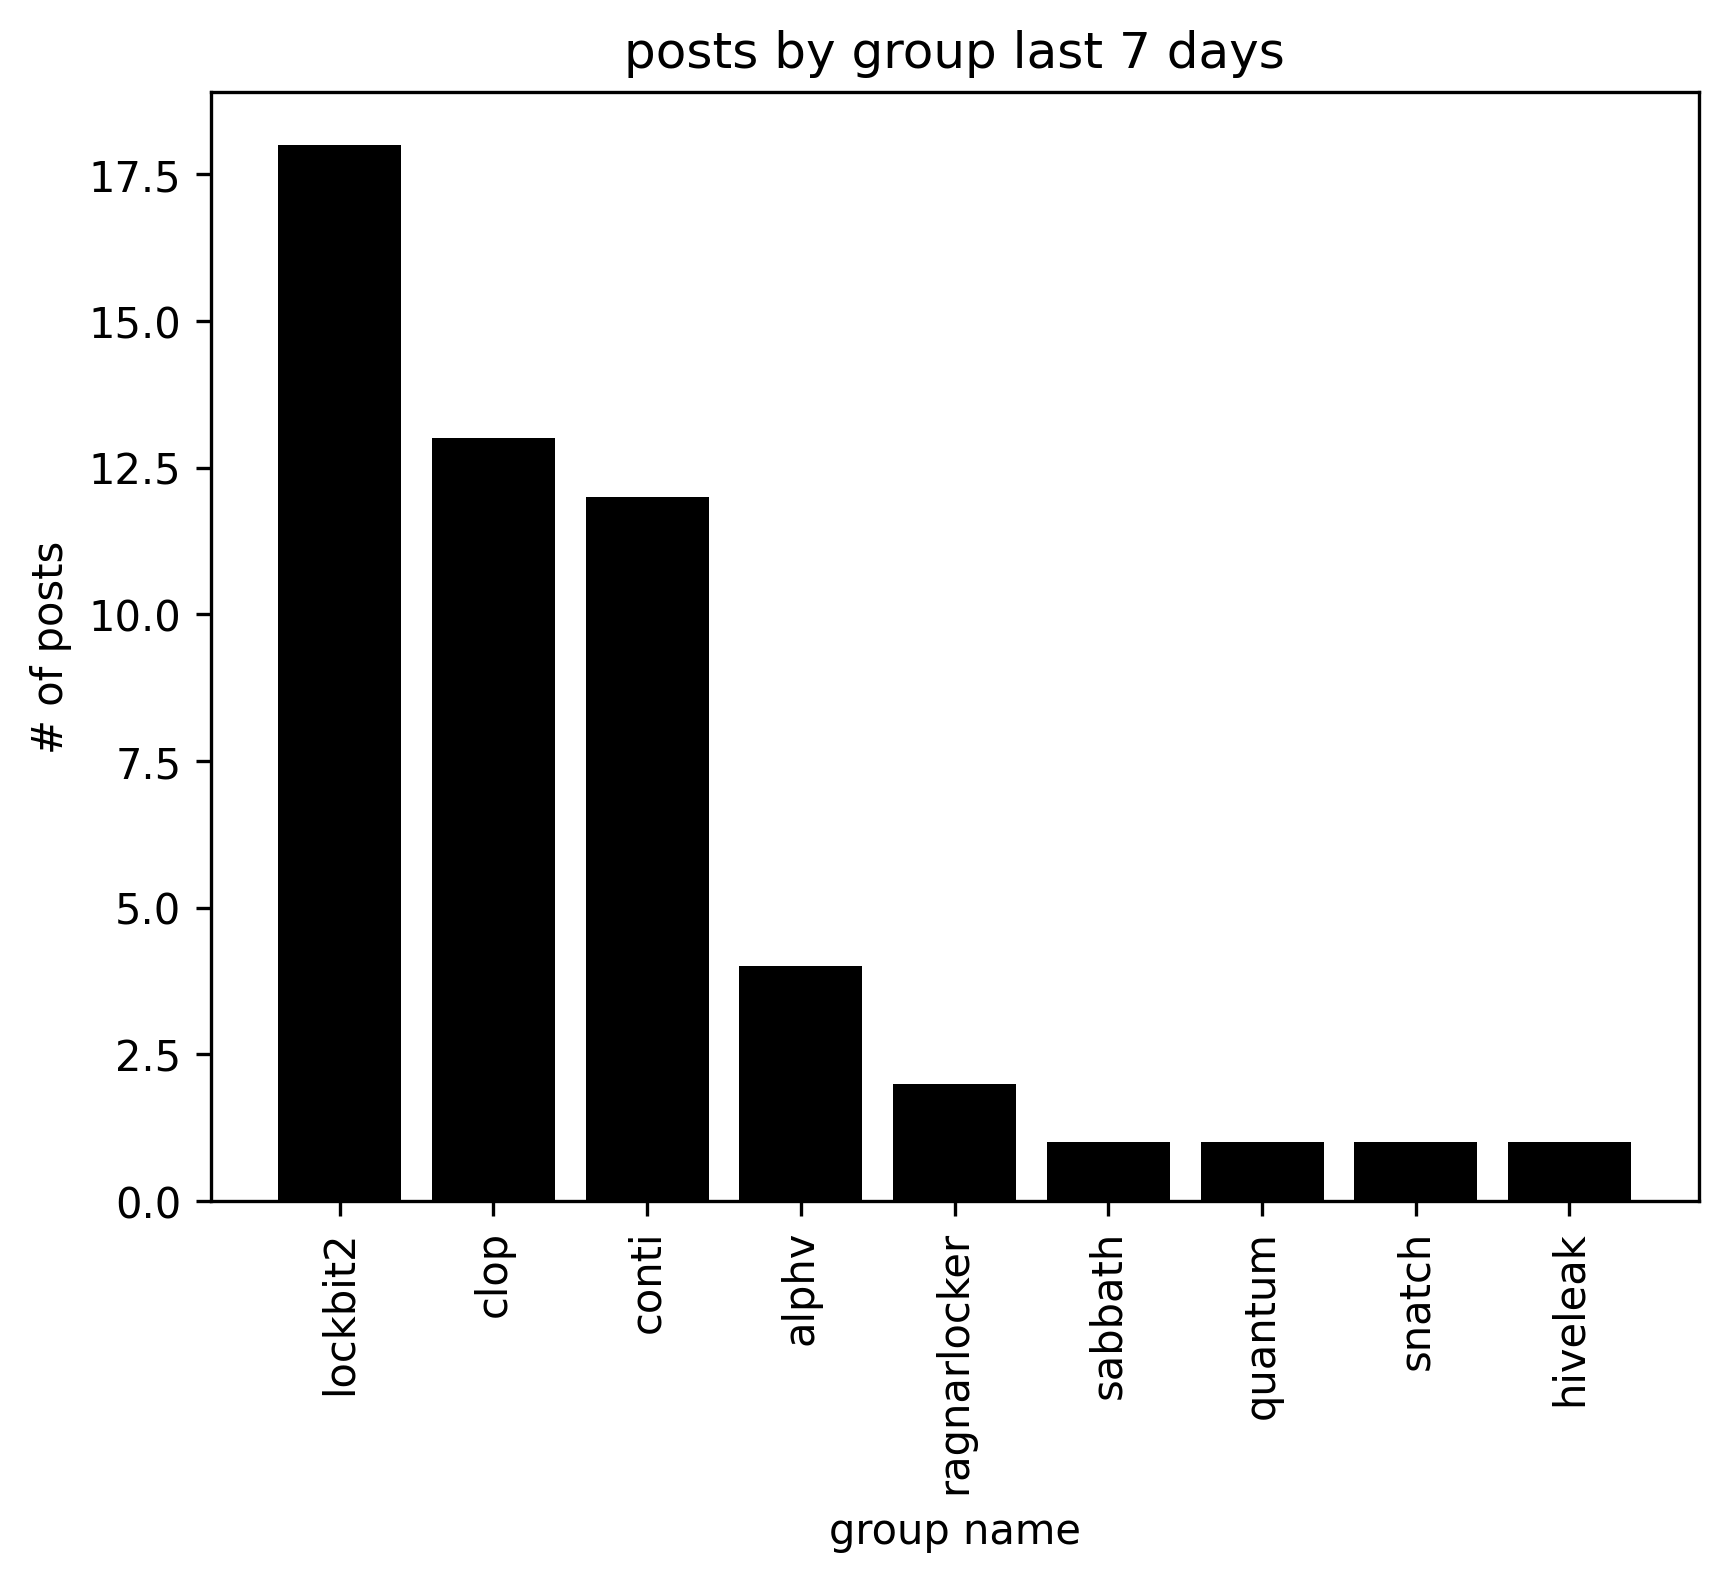 posts by group last 7 days
# of posts
17.5
15.0
12.5
10.0
7.5
5.0
2.5
0.0
lockbit2
clop
conti
alphv
ragnarlocker
sabbath
quantum
snatch
hiveleak
group name